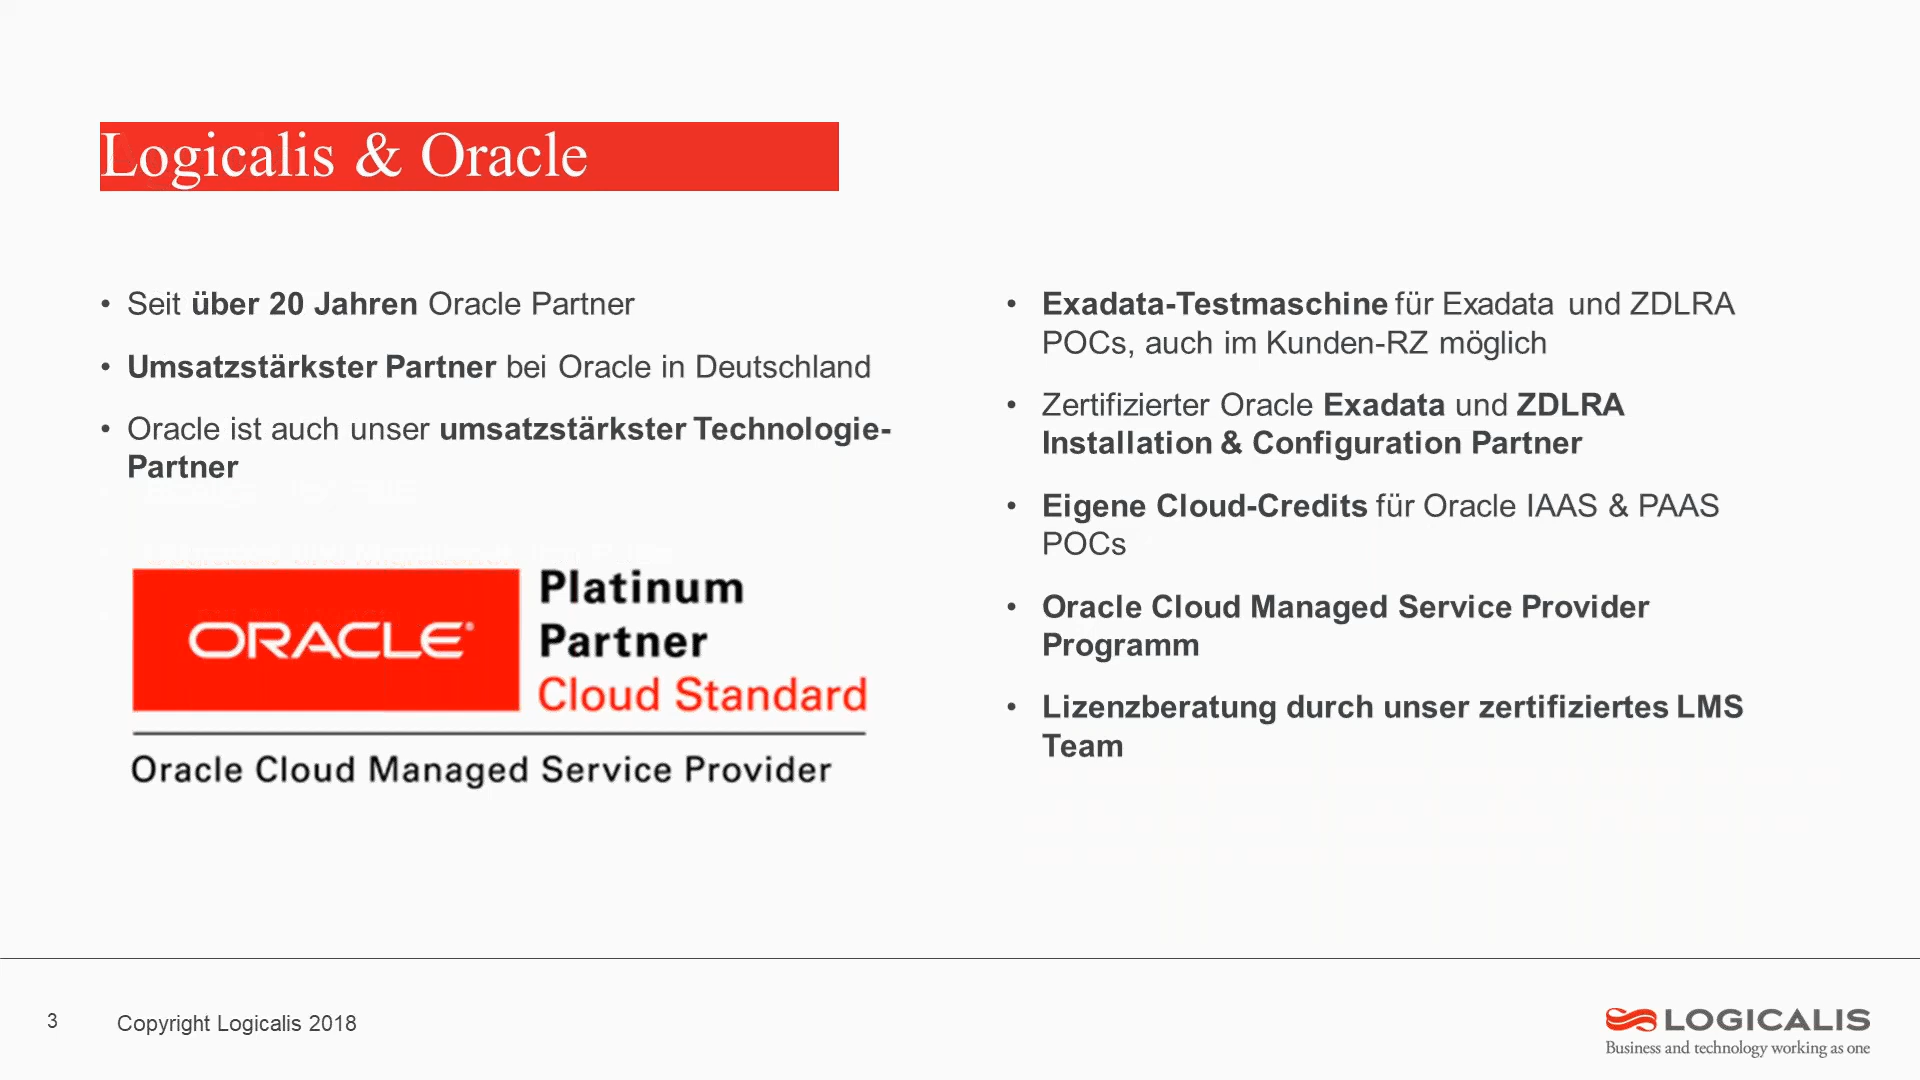 Logicalis & Oracle
• Seit über 20 Jahren Oracle Partner
• Umsatzstärkster Partner bei Oracle in Deutschland
• Oracle ist auch unser umsatzstärkster Technologie-
Partner
ORACLE®
Platinum
Partner
Cloud Standard
Oracle Cloud Managed Service Provider
• Exadata-Testmaschine für Exadata und ZDLRA
POCs, auch im Kunden-RZ möglich
• Zertifizierter Oracle Exadata und ZDLRA
Installation & Configuration Partner
• Eigene Cloud-Credits für Oracle IAAS & PAAS
POCs
• Oracle Cloud Managed Service Provider
Programm
• Lizenzberatung durch unser zertifiziertes LMS
Team
3
Copyright Logicalis 2018
LOGICALIS
Business and technology working as one